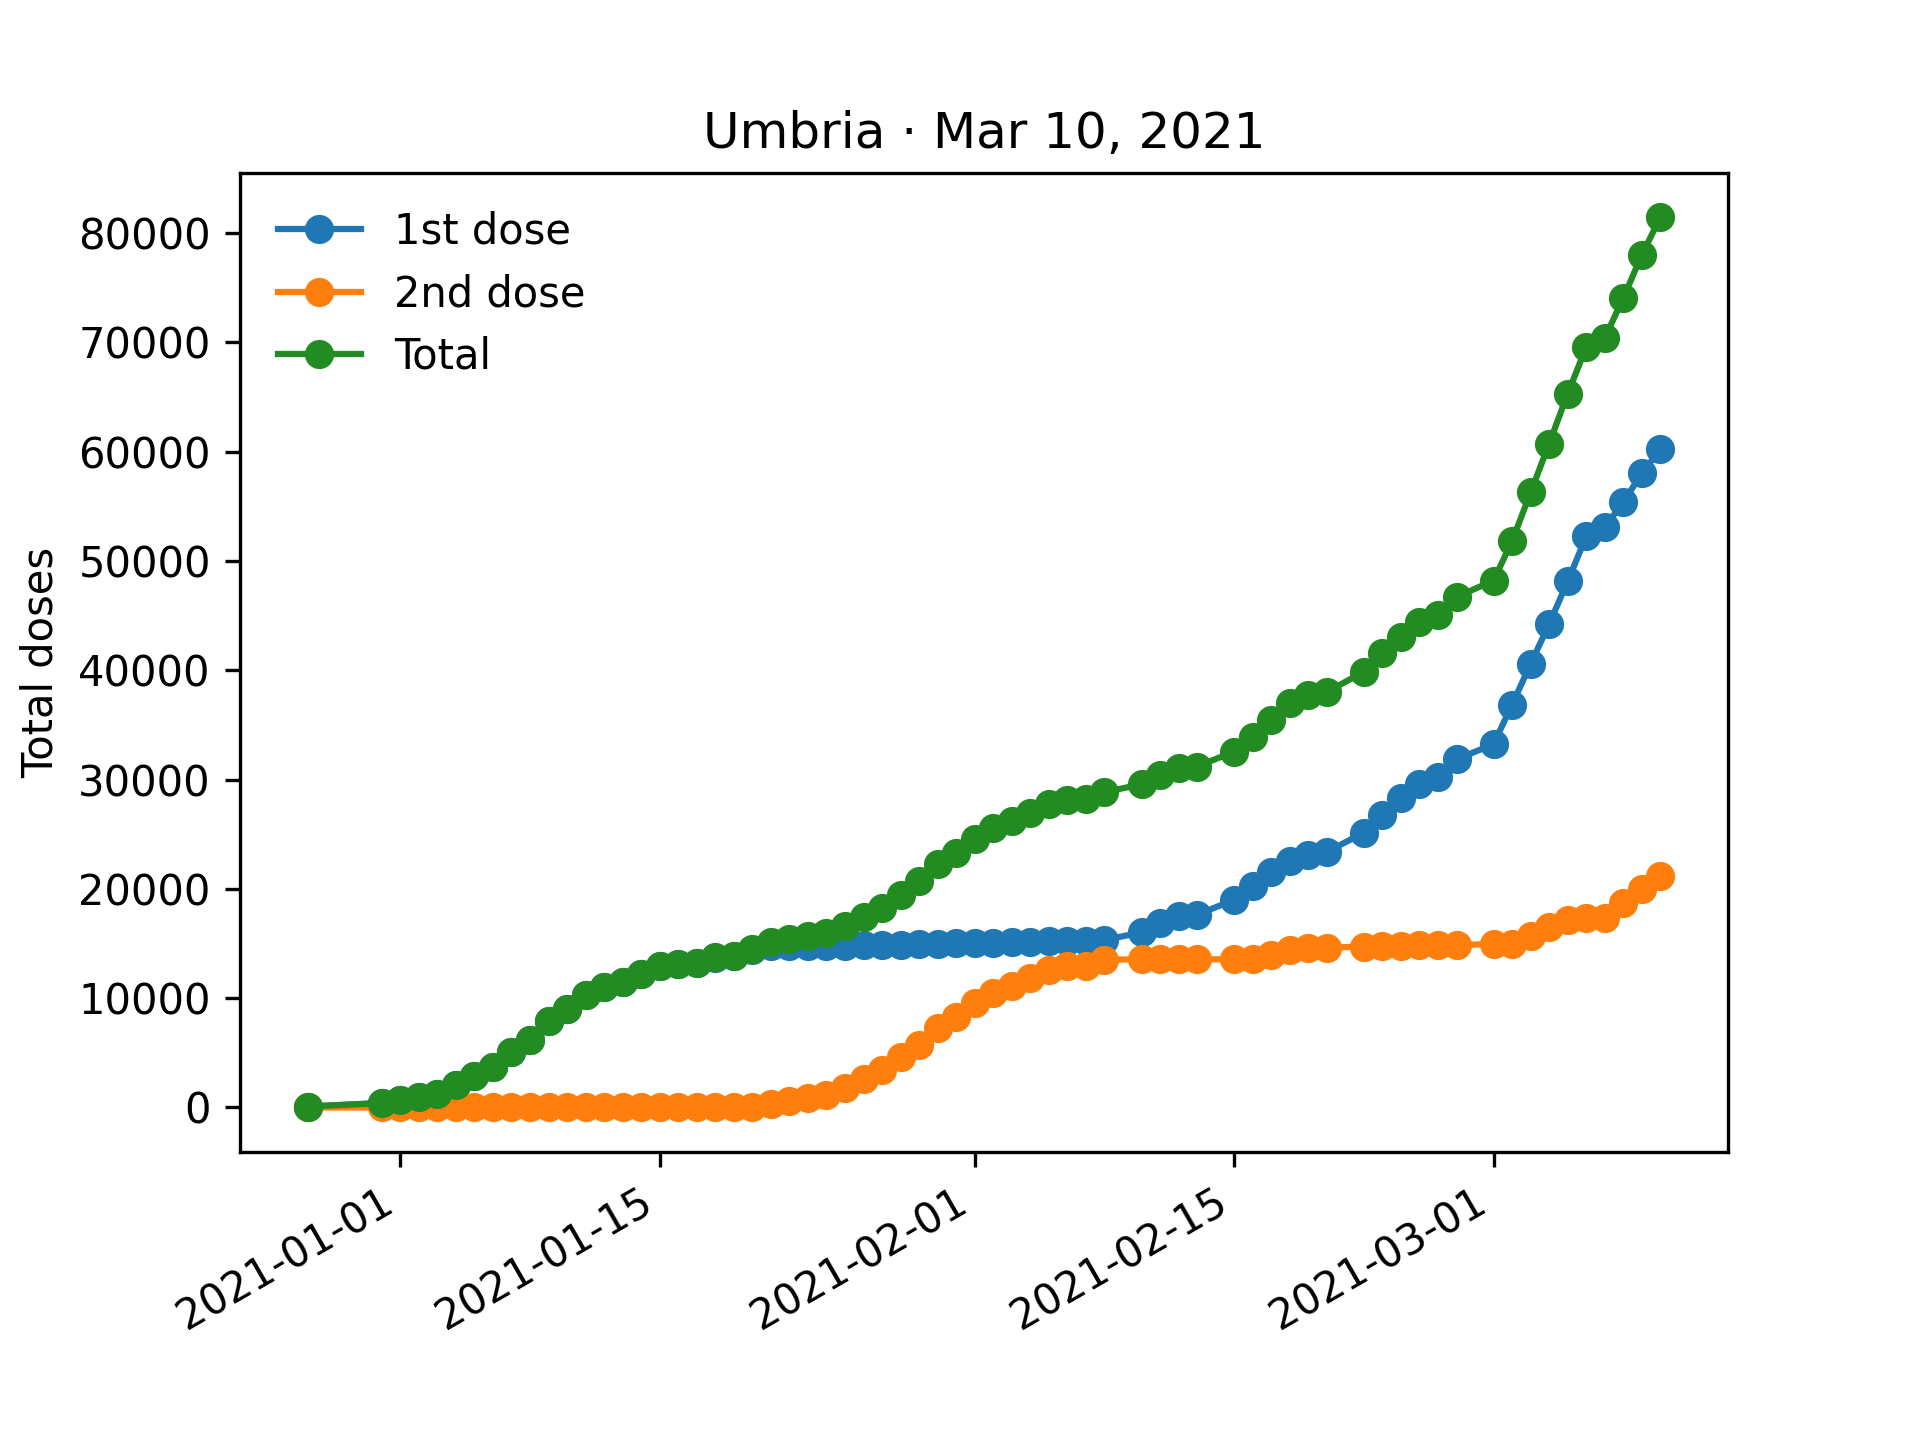 Umbria · Mar 10, 2021
1st dose
2nd dose
Total
Total doses
80000
70000
60000
50000
40000
30000
20000
10000
0
2021-01-01
2021-01-15
2021-02-01
2021-02-15
2021-03-01